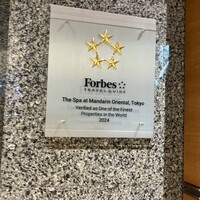 Forbes
TRAVEL GUIDE
The Spa at Mandarin Oriental, Tokyo
Verified as One of the Finest
Properties in the World
2024